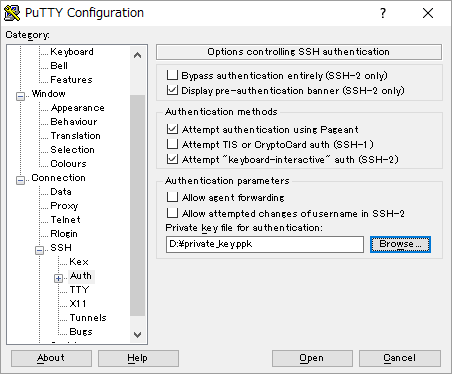 PuTTY Configuration
?
Category:
Keyboard
Bell
Features
Window
Appearance
Behaviour
Translation
Selection
Colours
Connection
Data
Proxy
Telnet
Rlogin
SSH
Kex
Auth
TTY
X11
Tunnels
Bugs
Options controlling SSH authentication
Bypass authentication entirely (SSH-2 only)
Display pre-authentication banner (SSH-2 only)
Authentication methods
Attempt authentication using Pageant
Attempt TIS or CryptoCard auth (SSH-1)
Attempt "keyboard-interactive" auth (SSH-2)
Authentication parameters
Allow agent forwarding
Allow attempted changes of username in SSH-2
Private key file for authentication:
D:¥private_key.ppk
Browse...
About
Help
Open
Cancel